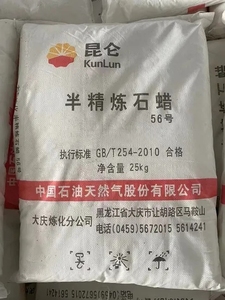 昆仑
KunLun
半精炼石蜡
56号
执行标准 GB/T254-2010 合格
净含量 25kg
中国石油天然气股份有限公司
大庆炼化分公司 黑龙江省大庆市让胡路区马鞍山
电话(0459)5672015 5614241